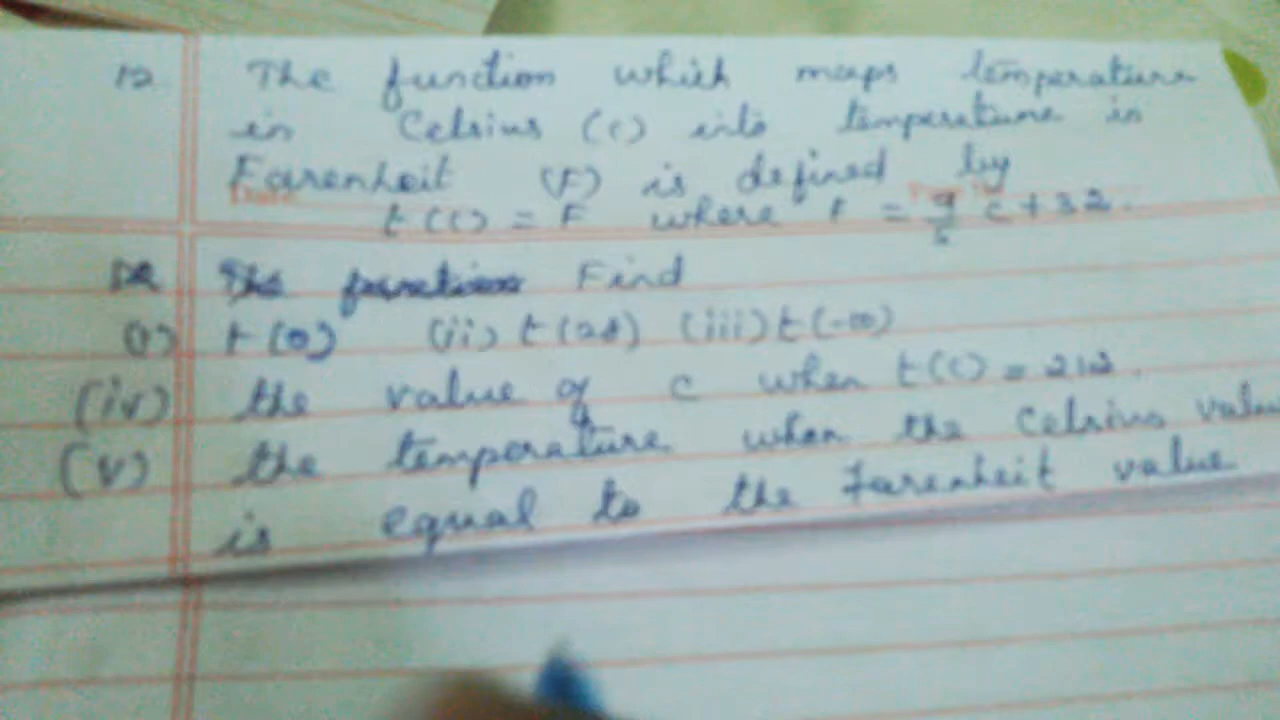 12 The function which maps temperature
in Celsius (C) into temperature in
Farenheit (F) is defined by
t(C) = F where F = 9/5 C + 32.
The function Find
(i) t(0) (ii) t(28) (iii) t(-10)
(iv) the value of C when t(C) = 212.
(v) the temperature when the Celsius value
is equal to the Farenheit value